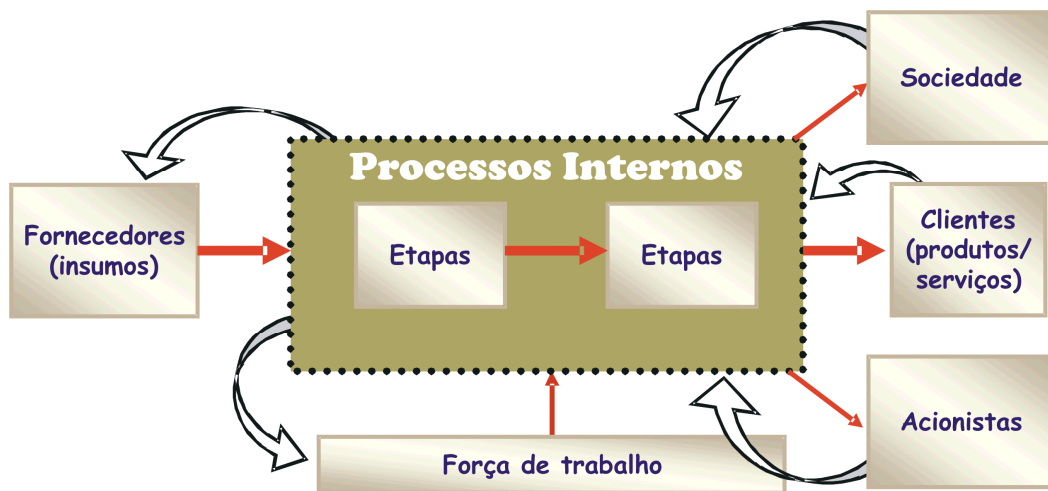 Sociedade
Processos Internos
Fornecedores
(insumos)
Etapas
Etapas
Clientes
(produtos/
serviços)
Acionistas
Força de trabalho